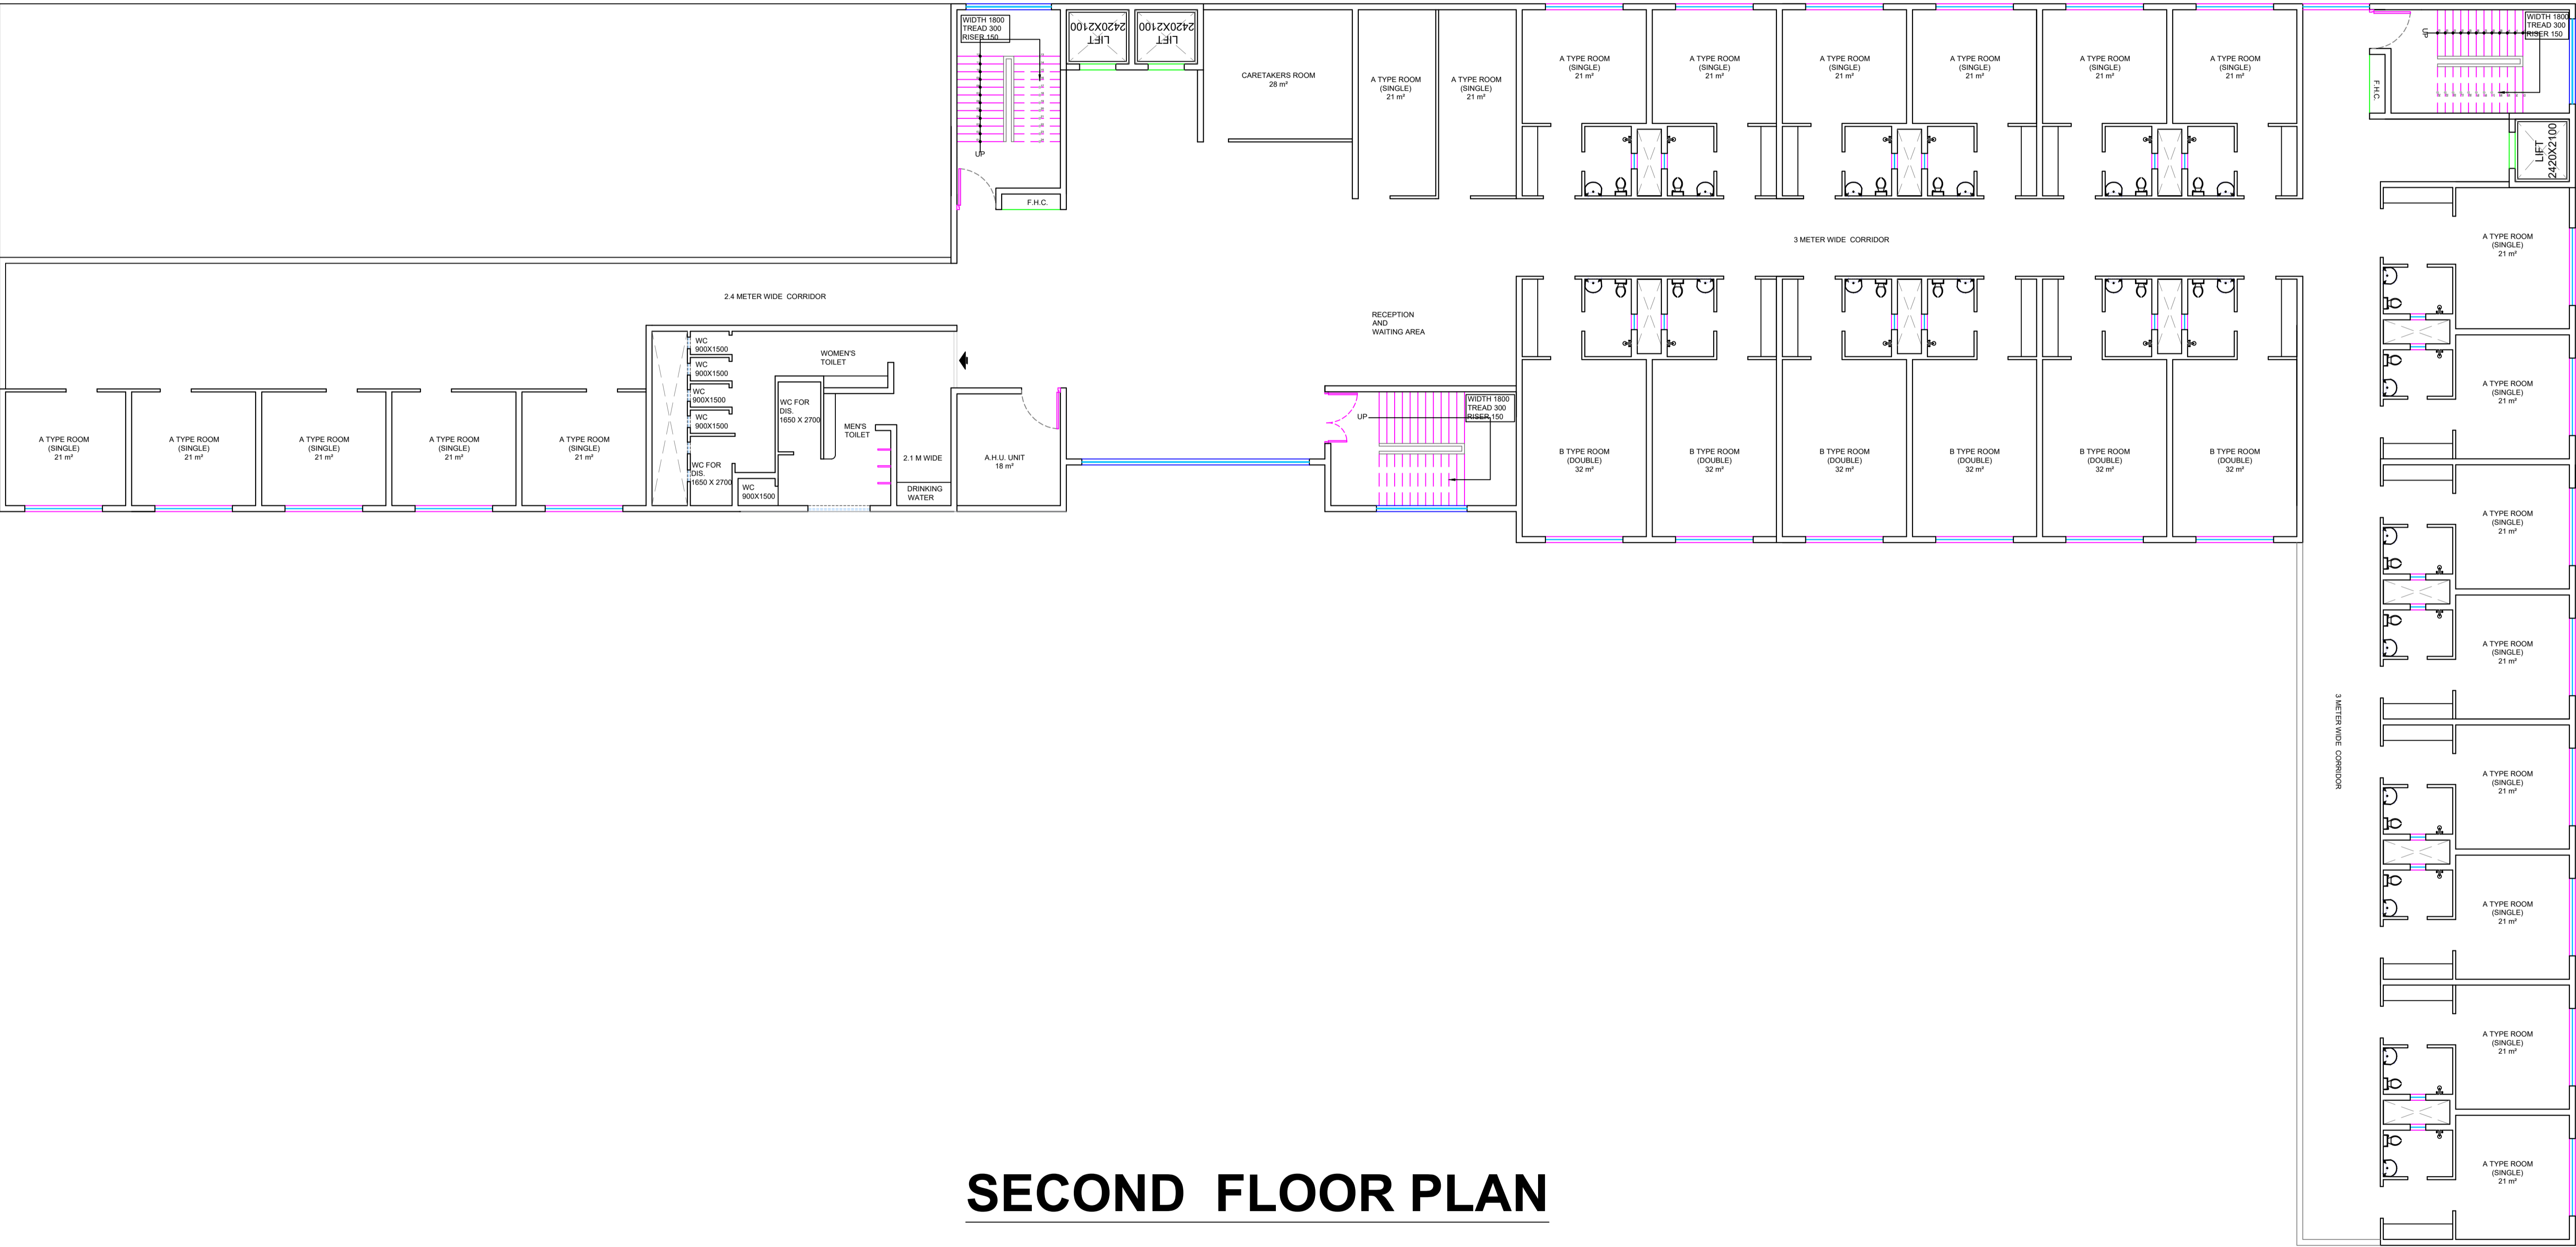 WIDTH 1800
TREAD 300
RISER 150
LIFT
2420X2100
LIFT
2420X2100
UP
F.H.C.
CARETAKERS ROOM
28 m²
A TYPE ROOM
(SINGLE)
21 m²
A TYPE ROOM
(SINGLE)
21 m²
A TYPE ROOM
(SINGLE)
21 m²
A TYPE ROOM
(SINGLE)
21 m²
A TYPE ROOM
(SINGLE)
21 m²
A TYPE ROOM
(SINGLE)
21 m²
A TYPE ROOM
(SINGLE)
21 m²
A TYPE ROOM
(SINGLE)
21 m²
UP
WIDTH 1800
TREAD 300
RISER 150
F.H.C.
LIFT
2420X2100
3 METER WIDE  CORRIDOR
2.4 METER WIDE  CORRIDOR
RECEPTION
AND
WAITING AREA
A TYPE ROOM
(SINGLE)
21 m²
A TYPE ROOM
(SINGLE)
21 m²
A TYPE ROOM
(SINGLE)
21 m²
A TYPE ROOM
(SINGLE)
21 m²
A TYPE ROOM
(SINGLE)
21 m²
WC
900X1500
WC
900X1500
WC
900X1500
WC
900X1500
WC FOR
DIS.
1650 X 2700
WC
900X1500
WOMEN'S
TOILET
WC FOR
DIS.
1650 X 2700
MEN'S
TOILET
2.1 M WIDE
DRINKING
WATER
A.H.U. UNIT
18 m²
UP
WIDTH 1800
TREAD 300
RISER 150
B TYPE ROOM
(DOUBLE)
32 m²
B TYPE ROOM
(DOUBLE)
32 m²
B TYPE ROOM
(DOUBLE)
32 m²
B TYPE ROOM
(DOUBLE)
32 m²
B TYPE ROOM
(DOUBLE)
32 m²
B TYPE ROOM
(DOUBLE)
32 m²
A TYPE ROOM
(SINGLE)
21 m²
A TYPE ROOM
(SINGLE)
21 m²
A TYPE ROOM
(SINGLE)
21 m²
A TYPE ROOM
(SINGLE)
21 m²
3 METER WIDE  CORRIDOR
A TYPE ROOM
(SINGLE)
21 m²
A TYPE ROOM
(SINGLE)
21 m²
A TYPE ROOM
(SINGLE)
21 m²
A TYPE ROOM
(SINGLE)
21 m²
SECOND  FLOOR PLAN